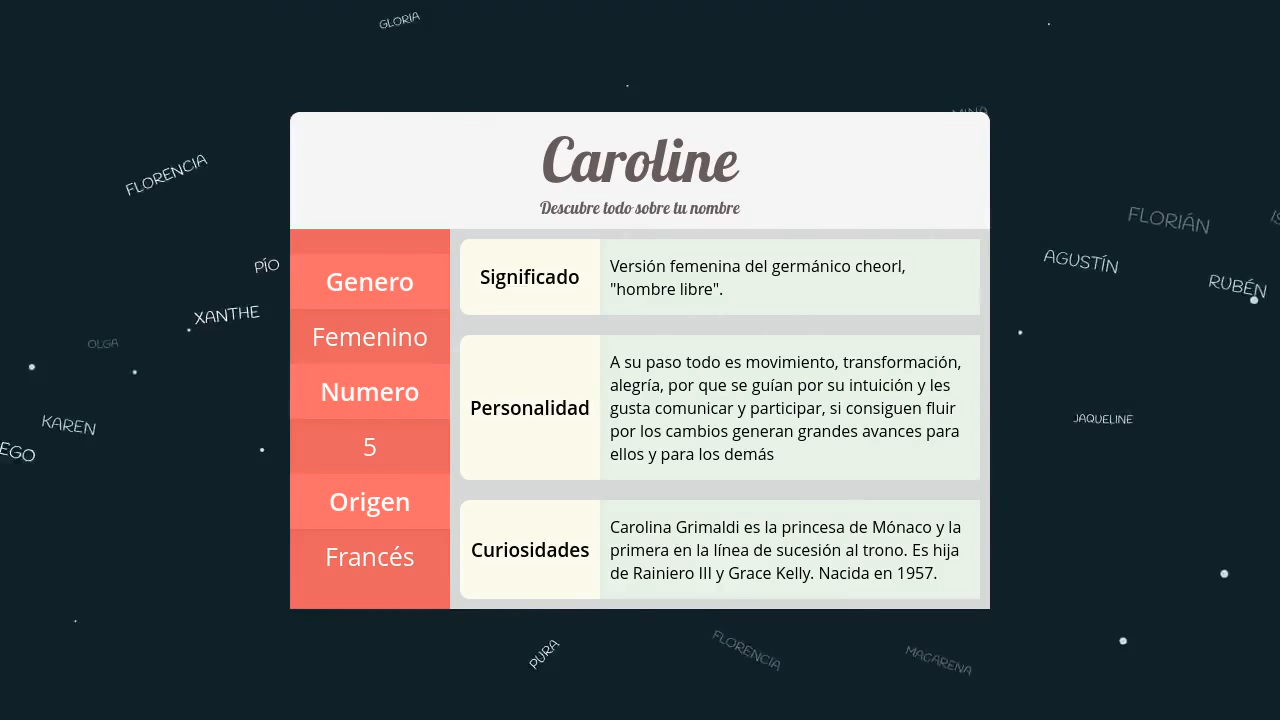 GLORIA
MINA
FLORENCIA
FLORIÁN
PÍO
AGUSTÍN
RUBÉN
XANTHE
OLGA
KAREN
EGO
JAQUELINE
Caroline
Descubre todo sobre tu nombre
Genero
Femenino
Numero
5
Origen
Francés
Significado
Versión femenina del germánico cheorl,
"hombre libre".
Personalidad
A su paso todo es movimiento, transformación,
alegría, por que se guían por su intuición y les
gusta comunicar y participar, si consiguen fluir
por los cambios generan grandes avances para
ellos y para los demás
Curiosidades
Carolina Grimaldi es la princesa de Mónaco y la
primera en la línea de sucesión al trono. Es hija
de Rainiero III y Grace Kelly. Nacida en 1957.
PURA
FLORENCIA
MACARENA